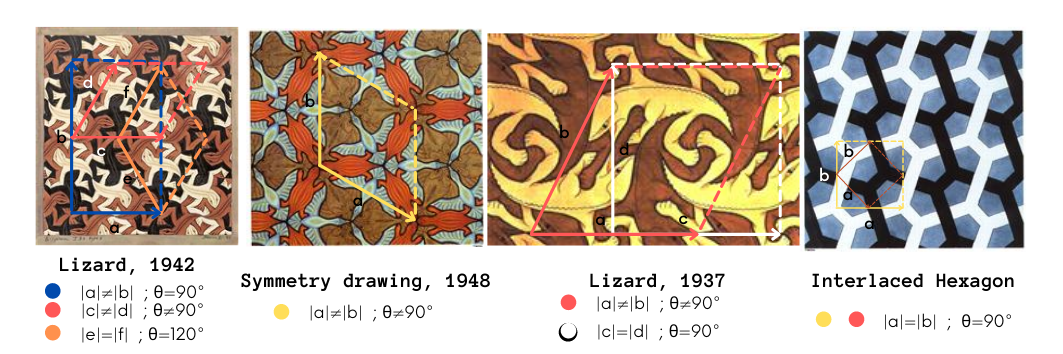 d
f
b
c
e
a
b
d
b
d
a
c
b
b
a
a
Lizard, 1942
|a|≠|b| ; θ=90°
|c|≠|d| ; θ≠90°
|e|=|f| ; θ=120°
Symmetry drawing, 1948
|a|≠|b| ; θ≠90°
Lizard, 1937
|a|≠|b| ; θ≠90°
|c|=|d| ; θ=90°
Interlaced Hexagon
|a|=|b| ; θ=90°